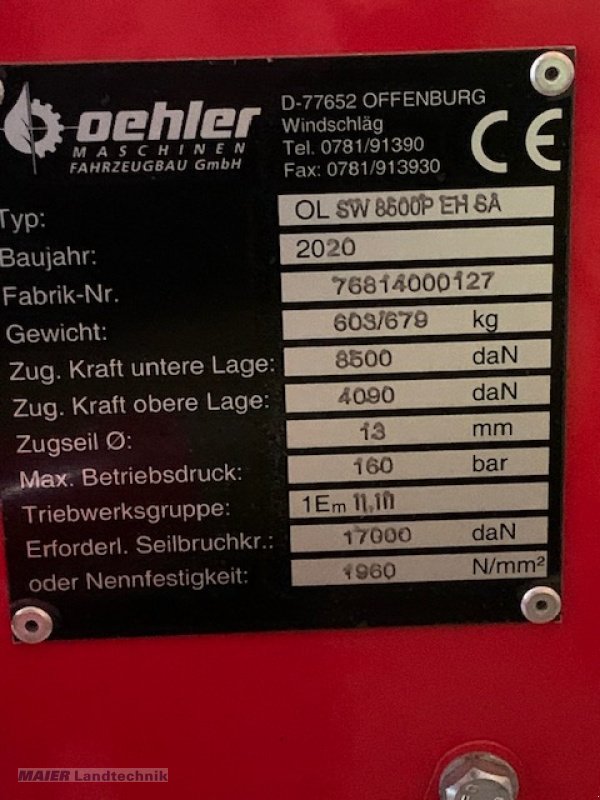 oehler
MASCHINEN
FAHRZEUGBAU GmbH
D-77652 OFFENBURG
Windschläg
Tel. 0781/91390
Fax: 0781/913930
CE
Typ: OL SW 8500P EH SA
Baujahr: 2020
Fabrik-Nr. 76814000127
Gewicht: 603/679 kg
Zug. Kraft untere Lage: 8500 daN
Zug. Kraft obere Lage: 4090 daN
Zugseil Ø: 13 mm
Max. Betriebsdruck: 160 bar
Triebwerksgruppe: 1Em II,III
Erforderl. Seilbruchkr.: 17000 daN
oder Nennfestigkeit: 1960 N/mm²
MAIER Landtechnik